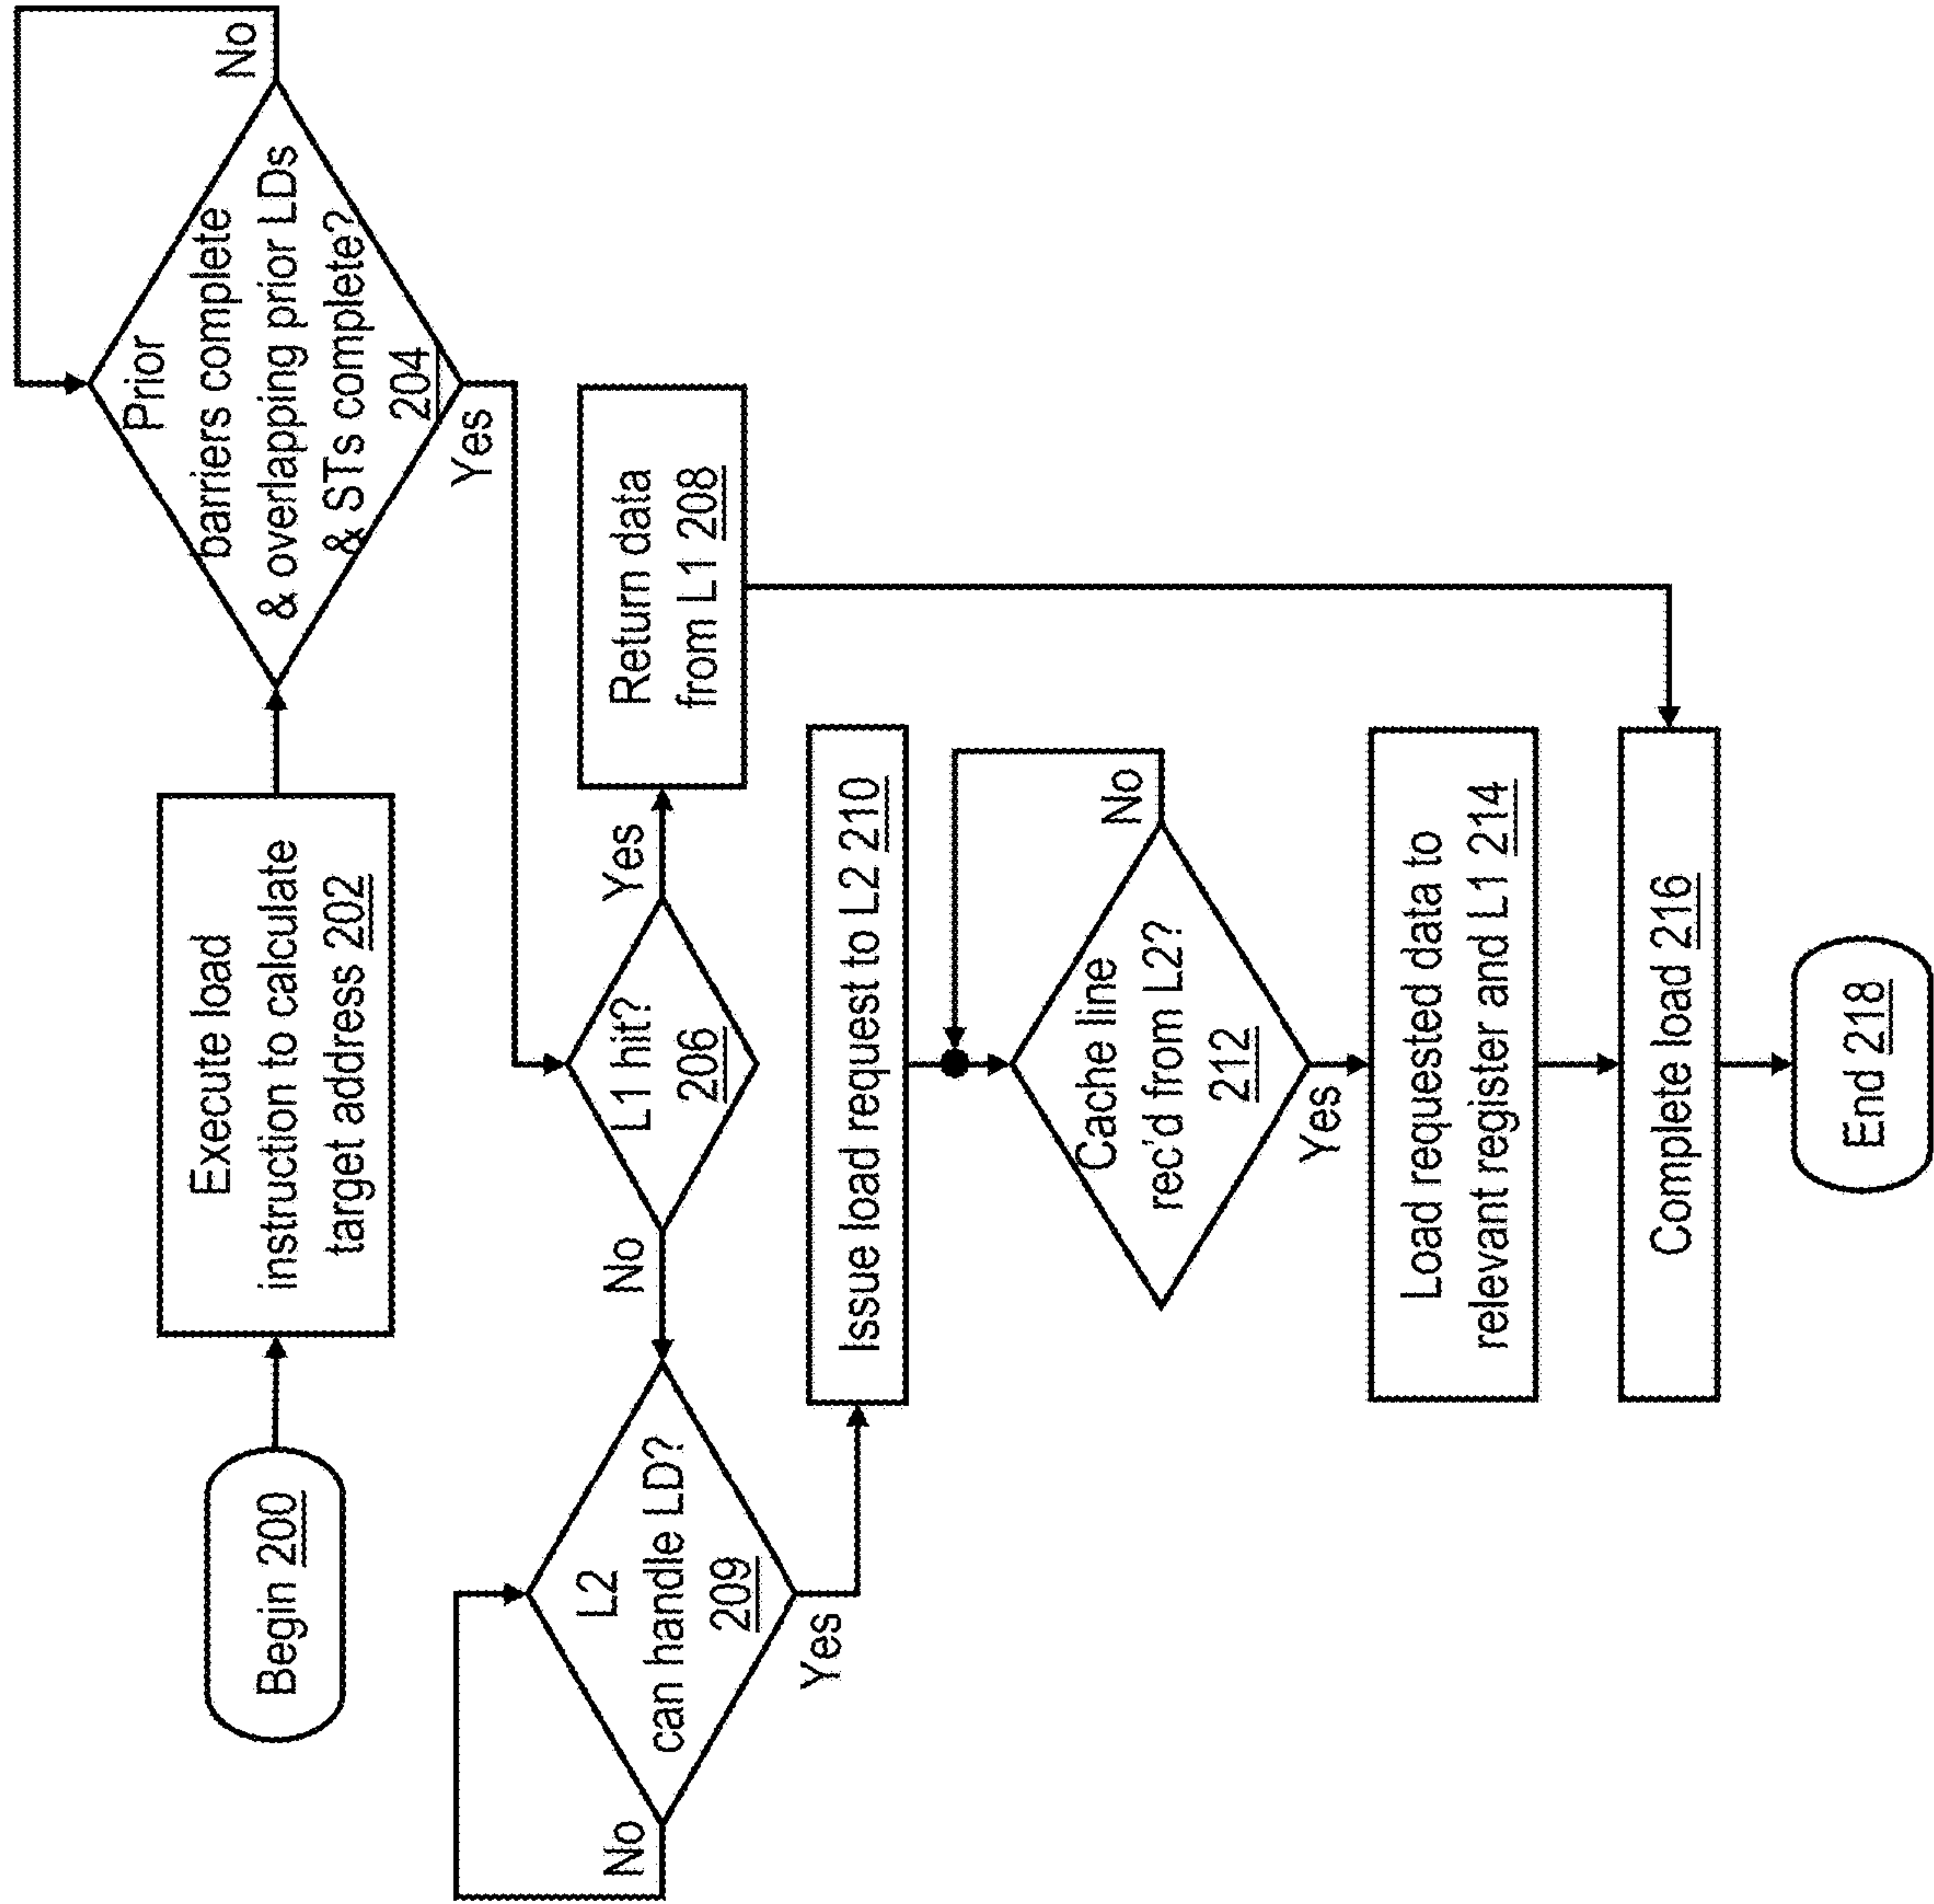 Begin 200
Execute load
instruction to calculate
target address 202
Prior
barriers complete
& overlapping prior LDs
& STs complete?
204
No
Yes
L1 hit?
206
Yes
Return data
from L1 208
No
L2
can handle LD?
209
No
Yes
Issue load request to L2 210
Cache line
rec'd from L2?
212
No
Yes
Load requested data to
relevant register and L1 214
Complete load 216
End 218